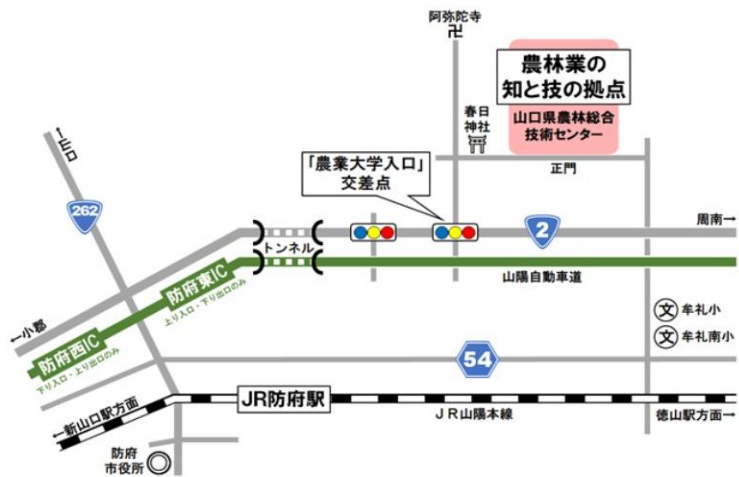 阿弥陀寺
卍
農林業の
知と技の拠点
山口県農林総合
技術センター
春日
神社
正門
「農業大学入口」
交差点
←山口
262
2
周南→
トンネル
山陽自動車道
防府東IC
上り入口・下り出口のみ
←小郡
防府西IC
下り入口・上り出口のみ
文 牟礼小
文 牟礼南小
54
JR防府駅
JR山陽本線
←新山口駅方面
徳山駅方面→
防府
市役所